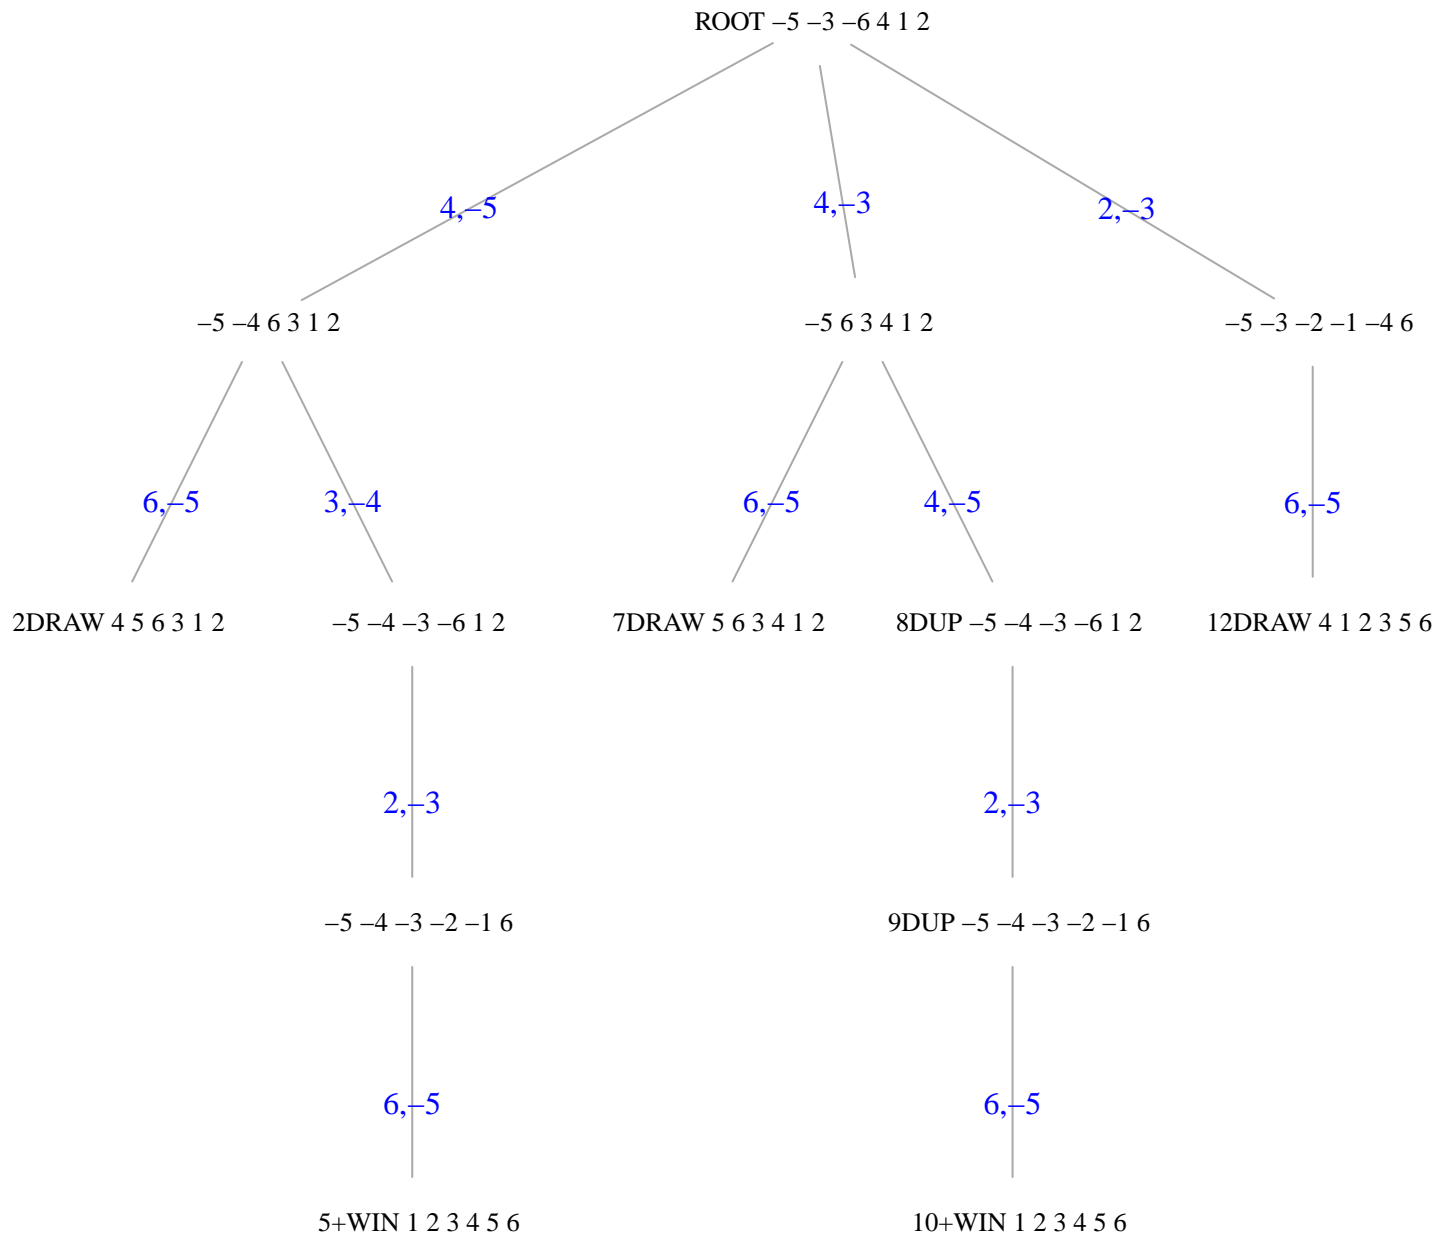 ROOT –5 –3 –6 4 1 2
4,–5
4,–3
2,–3
–5 –4 6 3 1 2
–5 6 3 4 1 2
–5 –3 –2 –1 –4 6
6,–5
3,–4
6,–5
4,–5
6,–5
2DRAW 4 5 6 3 1 2
–5 –4 –3 –6 1 2
7DRAW 5 6 3 4 1 2
8DUP –5 –4 –3 –6 1 2
12DRAW 4 1 2 3 5 6
2,–3
2,–3
–5 –4 –3 –2 –1 6
9DUP –5 –4 –3 –2 –1 6
6,–5
6,–5
5+WIN 1 2 3 4 5 6
10+WIN 1 2 3 4 5 6